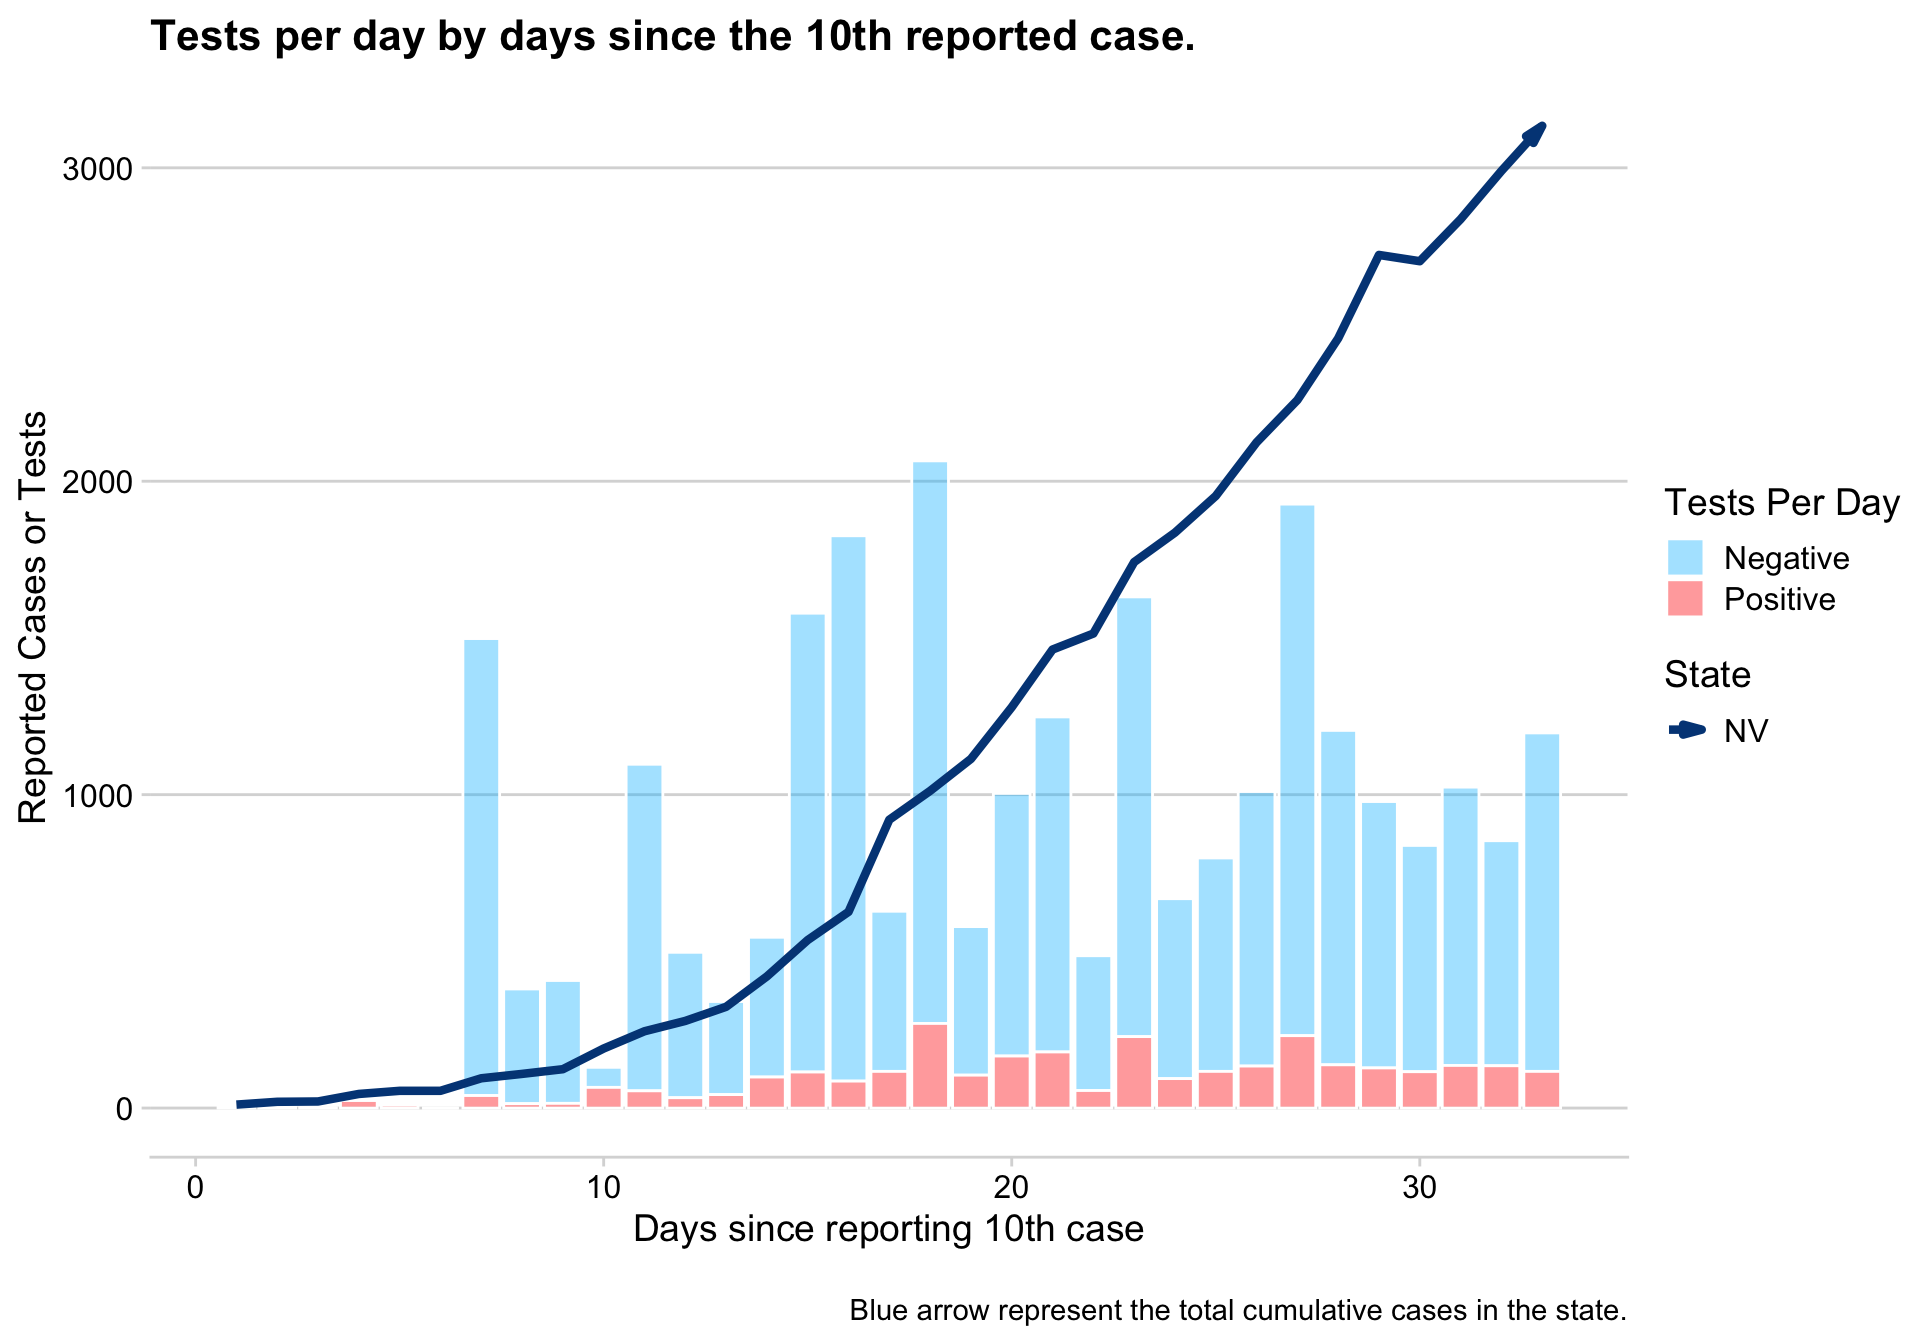 Tests per day by days since the 10th reported case.
Reported Cases or Tests
3000
2000
1000
0
0 10 20 30
Days since reporting 10th case
Tests Per Day
Negative
Positive
State
NV
Blue arrow represent the total cumulative cases in the state.